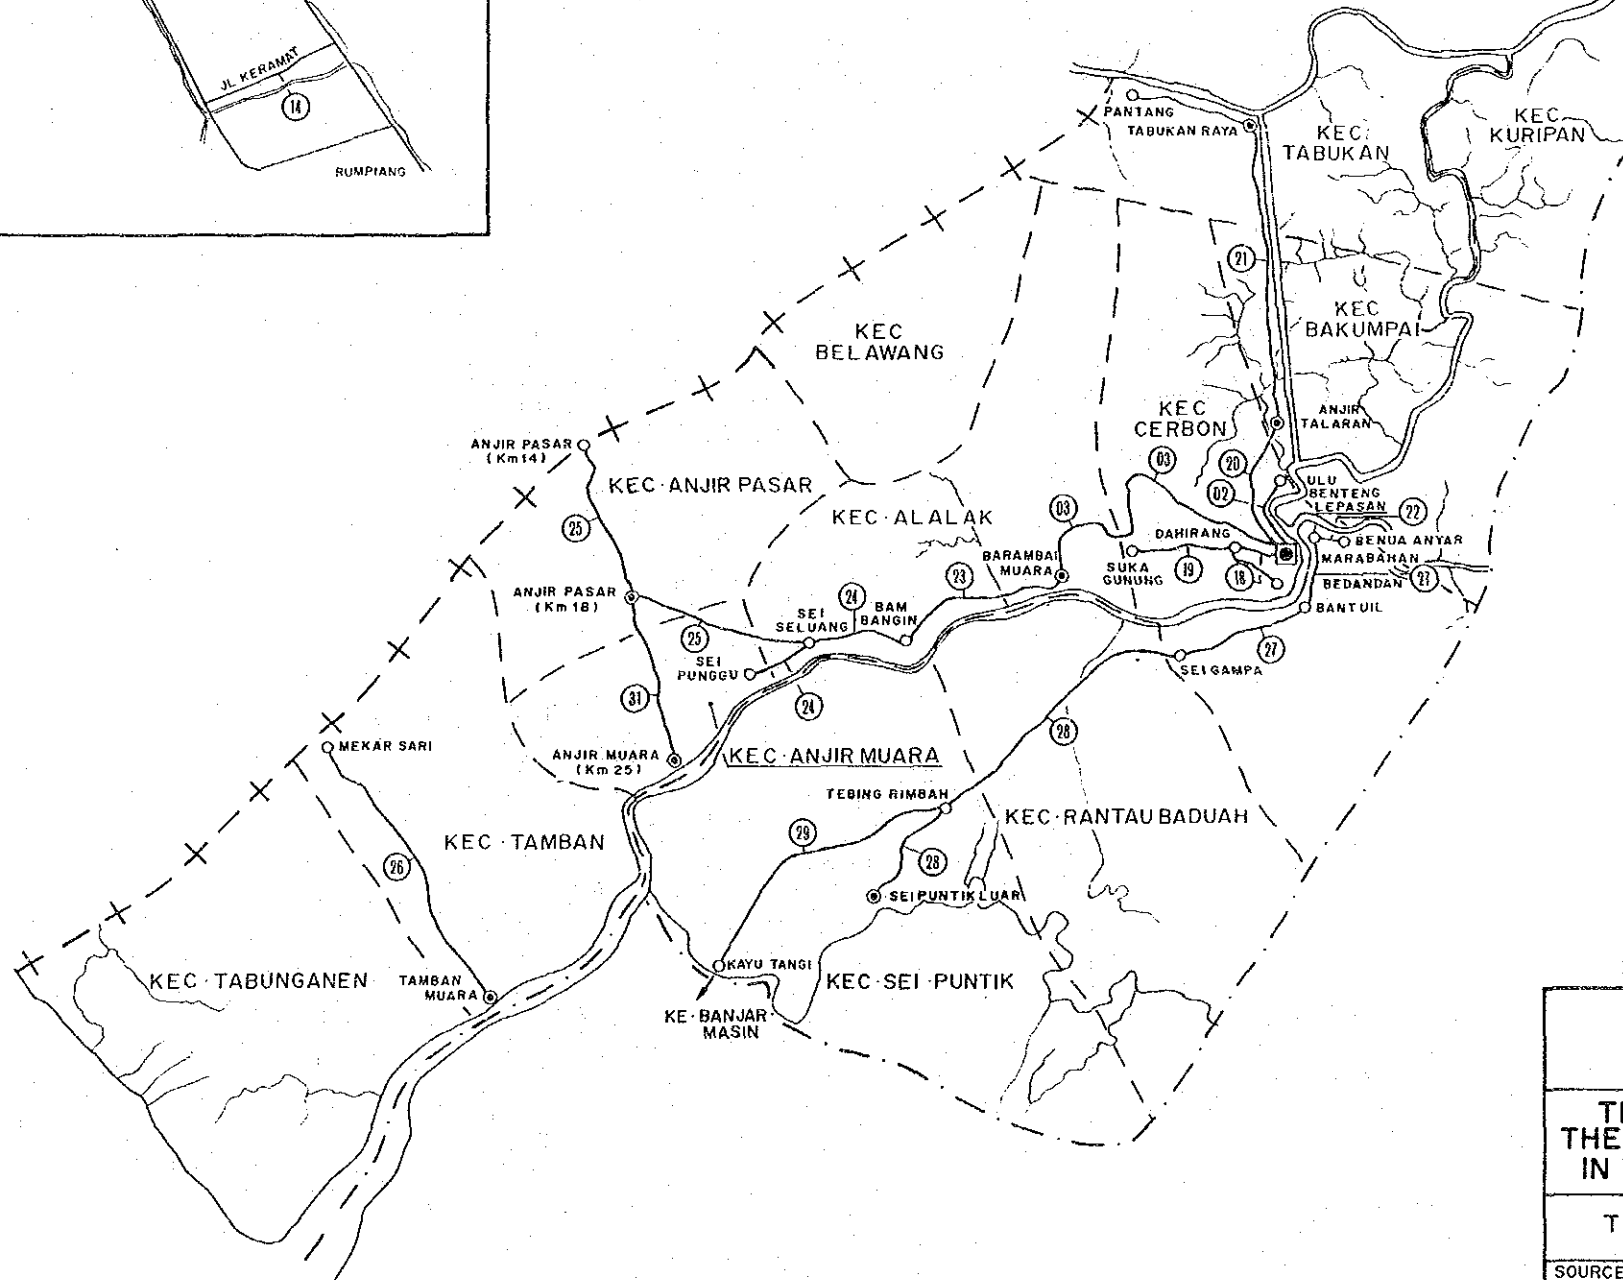 JL KERAMAT
14
RUMPIANG
PANTANG
TABUKAN RAYA
KEC
TABUKAN
KEC
KURIPAN
21
KEC
BAKUMPAI
KEC
BELAWANG
KEC
CERBON
ANJIR
TALARAN
ANJIR PASAR
(Km 14)
KEC · ANJIR PASAR
03
20
02
ULU
BENTENG
LEPASAN
22
KEC · ALALAK
03
25
DAHIRANG
BENUA ANYAR
MARABAHAN
BARAMBAI
MUARA
SUKA
GUNUNG
19
18
BEDANDAN
27
ANJIR PASAR
(Km 18)
23
24
BAM
BANGIN
SEI
SELUANG
BANTUIL
25
27
SEI
PUNGGU
SEI GAMPA
31
24
28
MEKAR SARI
ANJIR MUARA
(Km 25)
KEC · ANJIR MUARA
TEBING RIMBAH
KEC · RANTAU BADUAH
KEC · TAMBAN
29
28
26
SEI PUNTIK LUAR
KAYU TANGI
KEC · TABUNGANEN
TAMBAN
MUARA
KEC · SEI · PUNTIK
KE · BANJAR ·
MASIN
THE
IN
T
SOURCE